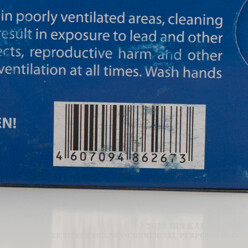 in poorly ventilated areas, cleaning
result in exposure to lead and other
ects, reproductive harm and other
ventilation at all times. Wash hands
EN!
4 607094 862673